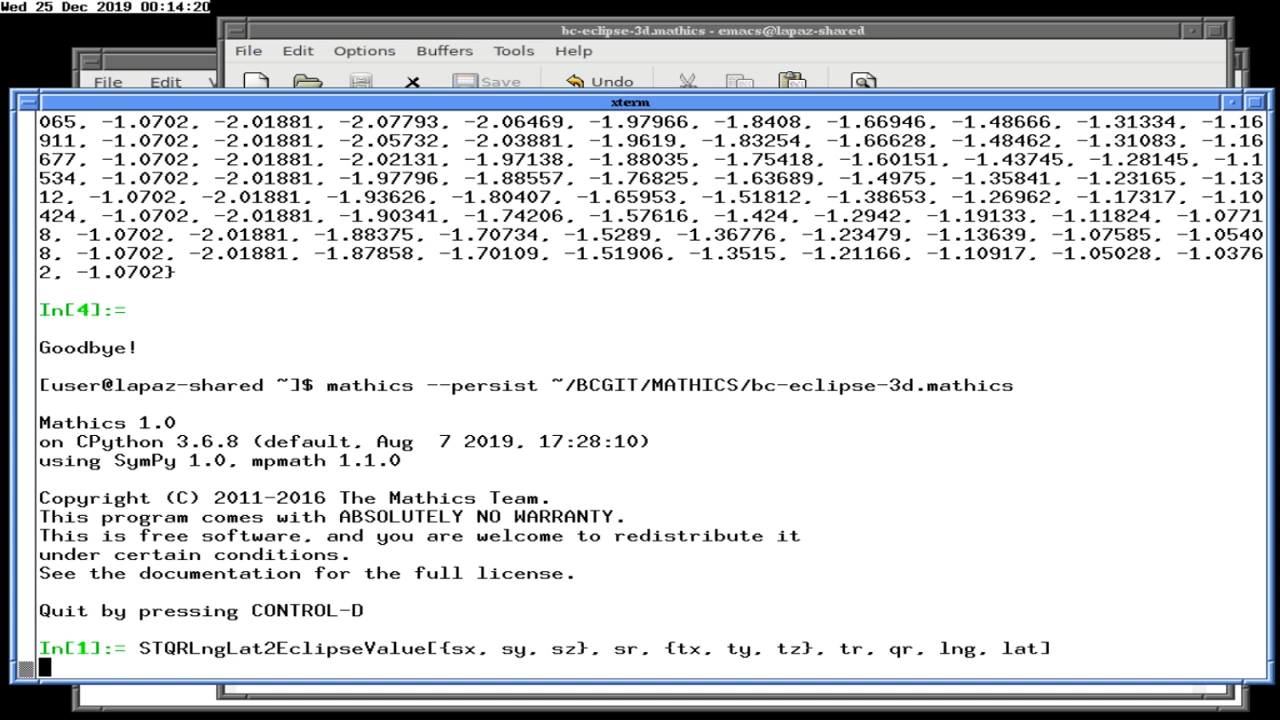 Wed 25 Dec 2019 00:14:20
bc-eclipse-3d.mathics - emacs@lapaz-shared
File Edit Options Buffers Tools Help
File Edit V
Save Undo
xterm
065, -1.0702, -2.01881, -2.07793, -2.06469, -1.97966, -1.8408, -1.66946, -1.48666, -1.31334, -1.16
911, -1.0702, -2.01881, -2.05732, -2.03881, -1.9619, -1.83254, -1.66628, -1.48462, -1.31083, -1.16
677, -1.0702, -2.01881, -2.02131, -1.97138, -1.88035, -1.75418, -1.60151, -1.43745, -1.28145, -1.1
534, -1.0702, -2.01881, -1.97796, -1.88557, -1.76825, -1.63689, -1.4975, -1.35841, -1.23165, -1.13
12, -1.0702, -2.01881, -1.93626, -1.80407, -1.65953, -1.51812, -1.38653, -1.26962, -1.17317, -1.10
424, -1.0702, -2.01881, -1.90341, -1.74206, -1.57616, -1.424, -1.2942, -1.19133, -1.11824, -1.0771
8, -1.0702, -2.01881, -1.88375, -1.70734, -1.5289, -1.36776, -1.23479, -1.13639, -1.07585, -1.0540
8, -1.0702, -2.01881, -1.87858, -1.70109, -1.51906, -1.3515, -1.21166, -1.10917, -1.05028, -1.0376
2, -1.0702}
In[4]:=
Goodbye!
[user@lapaz-shared ~]$ mathics --persist ~/BCGIT/MATHICS/bc-eclipse-3d.mathics
Mathics 1.0
on CPython 3.6.8 (default, Aug  7 2019, 17:28:10)
using SymPy 1.0, mpmath 1.1.0
Copyright (C) 2011-2016 The Mathics Team.
This program comes with ABSOLUTELY NO WARRANTY.
This is free software, and you are welcome to redistribute it
under certain conditions.
See the documentation for the full license.
Quit by pressing CONTROL-D
In[1]:= STQRLngLat2EclipseValue[{sx, sy, sz}, sr, {tx, ty, tz}, tr, qr, lng, lat]